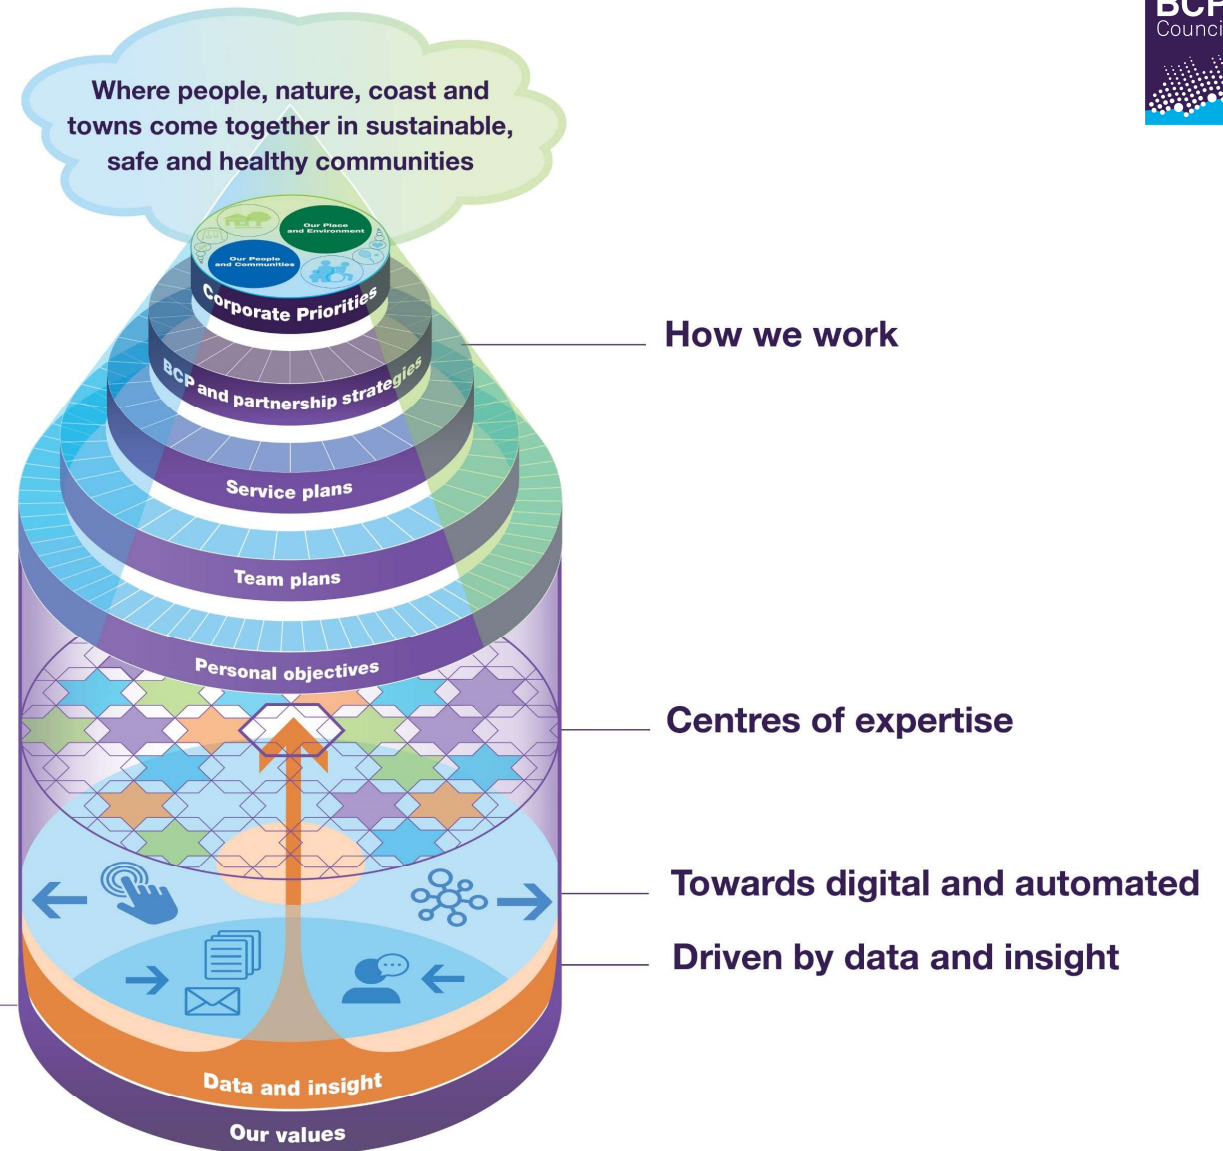 BCP
Council
Where people, nature, coast and
towns come together in sustainable,
safe and healthy communities
Our Place
and Environment
Our People
and Communities
Corporate Priorities
How we work
BCP and partnership strategies
Service plans
Team plans
Personal objectives
Centres of expertise
Towards digital and automated
Driven by data and insight
Data and insight
Our values